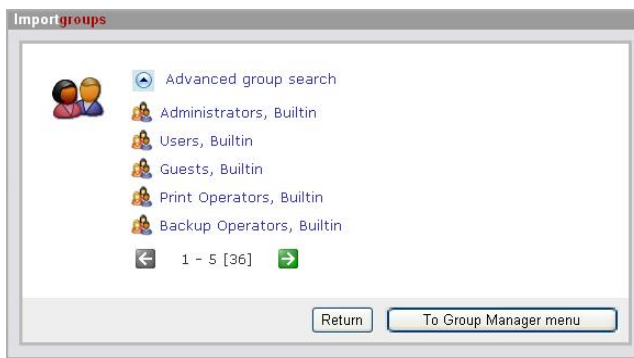 Importgroups
Advanced group search
Administrators, Builtin
Users, Builtin
Guests, Builtin
Print Operators, Builtin
Backup Operators, Builtin
1 - 5 [36]
Return To Group Manager menu